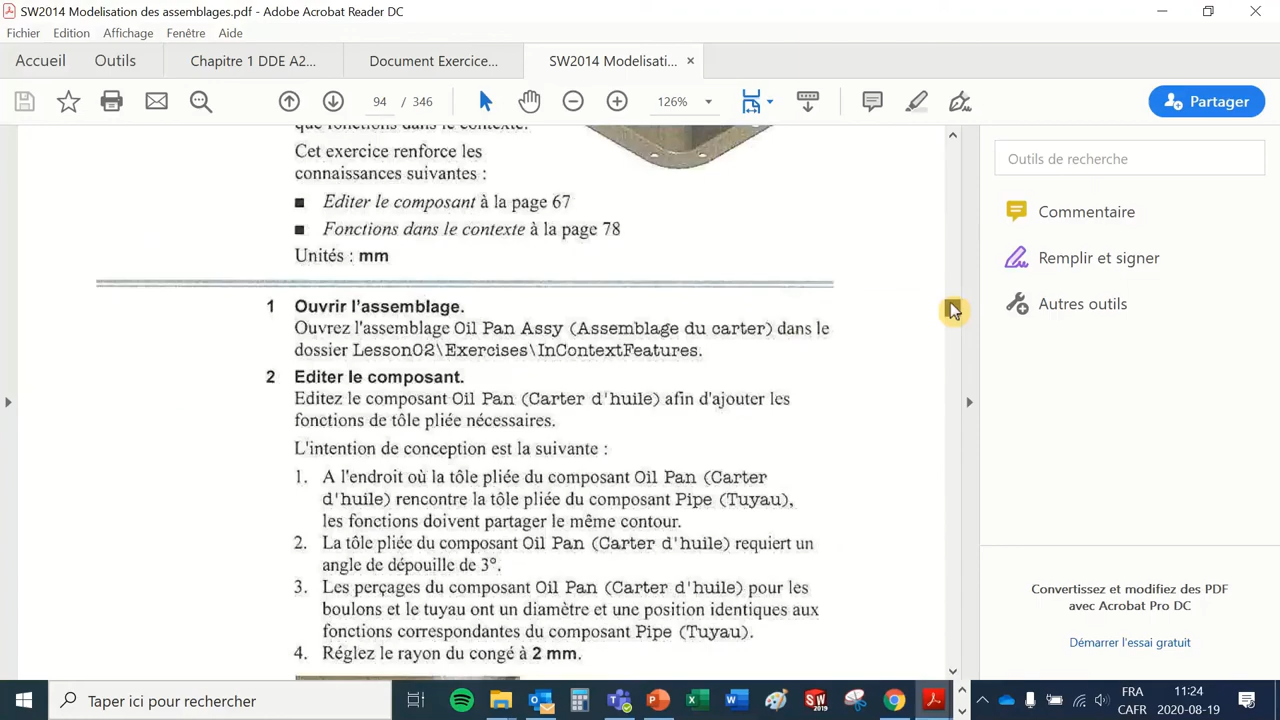 SW2014 Modelisation des assemblages.pdf - Adobe Acrobat Reader DC
Fichier Edition Affichage Fenêtre Aide
Accueil Outils Chapitre 1 DDE A2... Document Exercice... SW2014 Modelisati... ×
94 / 346 126% Partager
que fonctions dans le contexte.
Cet exercice renforce les
connaissances suivantes :
■ Editer le composant à la page 67
■ Fonctions dans le contexte à la page 78
Unités : mm
1 Ouvrir l'assemblage.
Ouvrez l'assemblage Oil Pan Assy (Assemblage du carter) dans le
dossier Lesson02\Exercises\InContextFeatures.
2 Editer le composant.
Editez le composant Oil Pan (Carter d'huile) afin d'ajouter les
fonctions de tôle pliée nécessaires.
L'intention de conception est la suivante :
1. A l'endroit où la tôle pliée du composant Oil Pan (Carter
d'huile) rencontre la tôle pliée du composant Pipe (Tuyau),
les fonctions doivent partager le même contour.
2. La tôle pliée du composant Oil Pan (Carter d'huile) requiert un
angle de dépouille de 3°.
3. Les perçages du composant Oil Pan (Carter d'huile) pour les
boulons et le tuyau ont un diamètre et une position identiques aux
fonctions correspondantes du composant Pipe (Tuyau).
4. Réglez le rayon du congé à 2 mm.
Outils de recherche
Commentaire
Remplir et signer
Autres outils
Convertissez et modifiez des PDF
avec Acrobat Pro DC
Démarrer l'essai gratuit
Taper ici pour rechercher
SW
2019
FRA
CAFR
11:24
2020-08-19